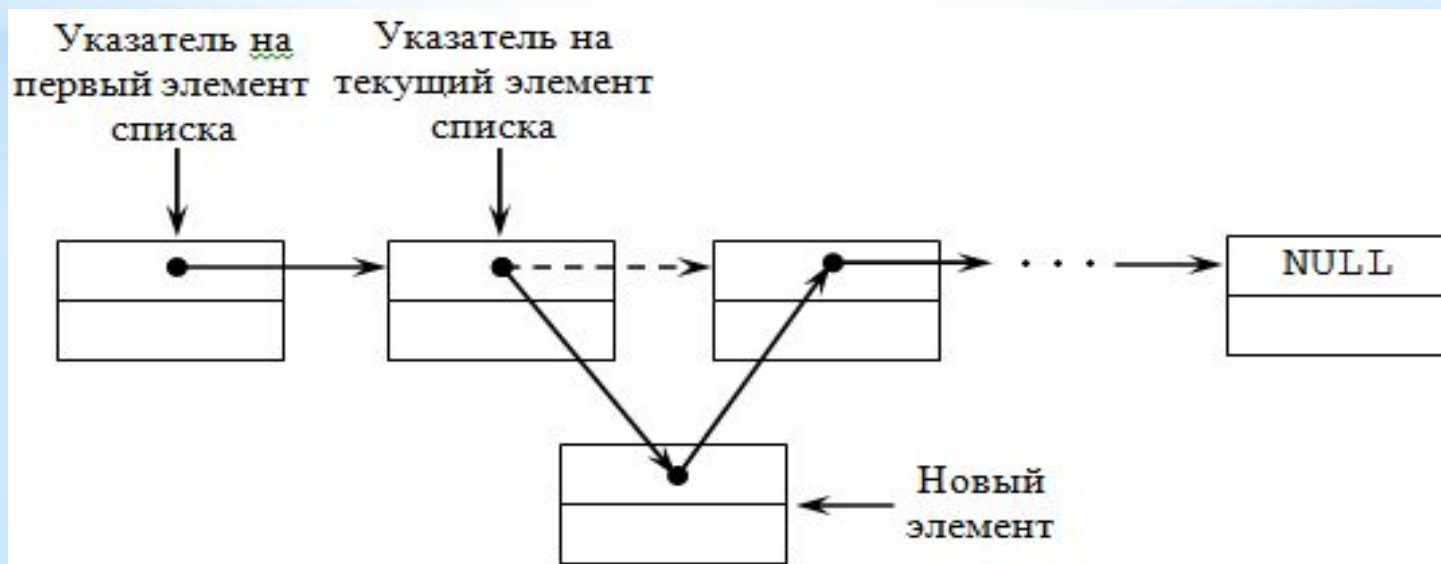 Указатель на
первый элемент
списка
Указатель на
текущий элемент
списка
NULL
Новый
элемент